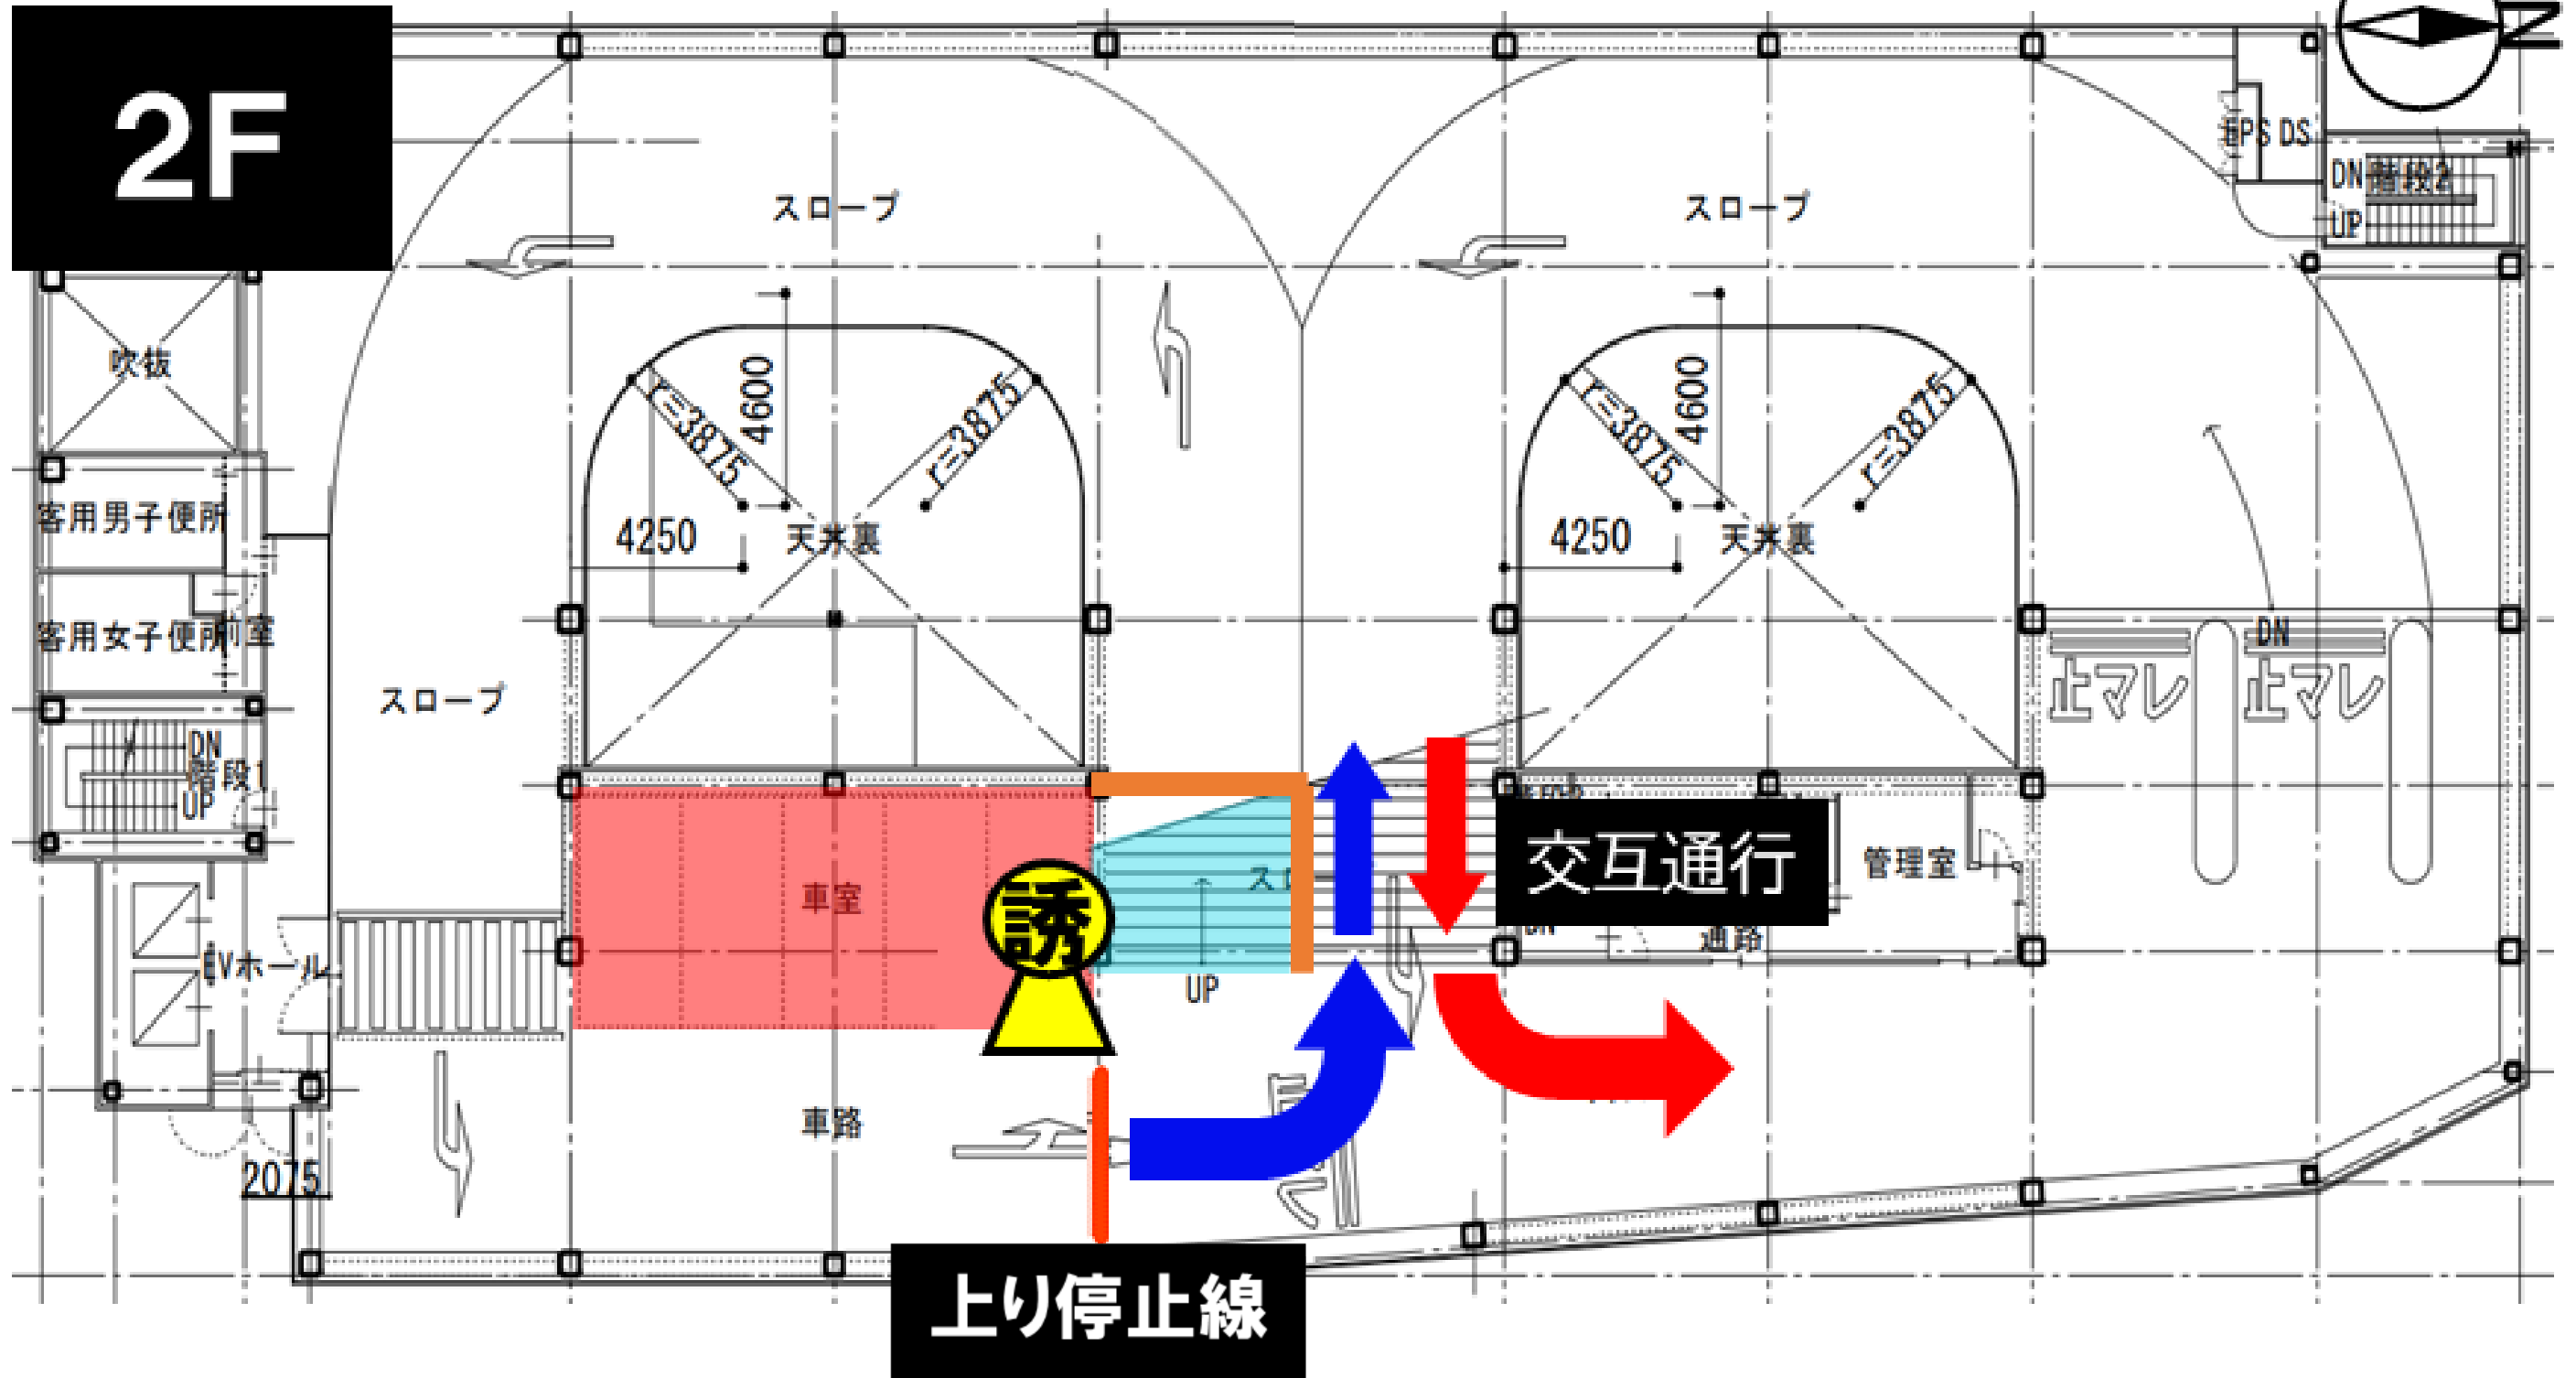 2F
N
EPS DS
DN 階段2
UP
スロープ
スロープ
吹抜
4600
r=3875
r=3875
4250
天井裏
4600
r=3875
r=3875
4250
天井裏
客用男子便所
客用女子便所
前室
DN
止マレ
止マレ
スロープ
DN
階段1
UP
車室
誘
交互通行
管理室
DN
通路
EVホール
UP
車路
2075
上り停止線